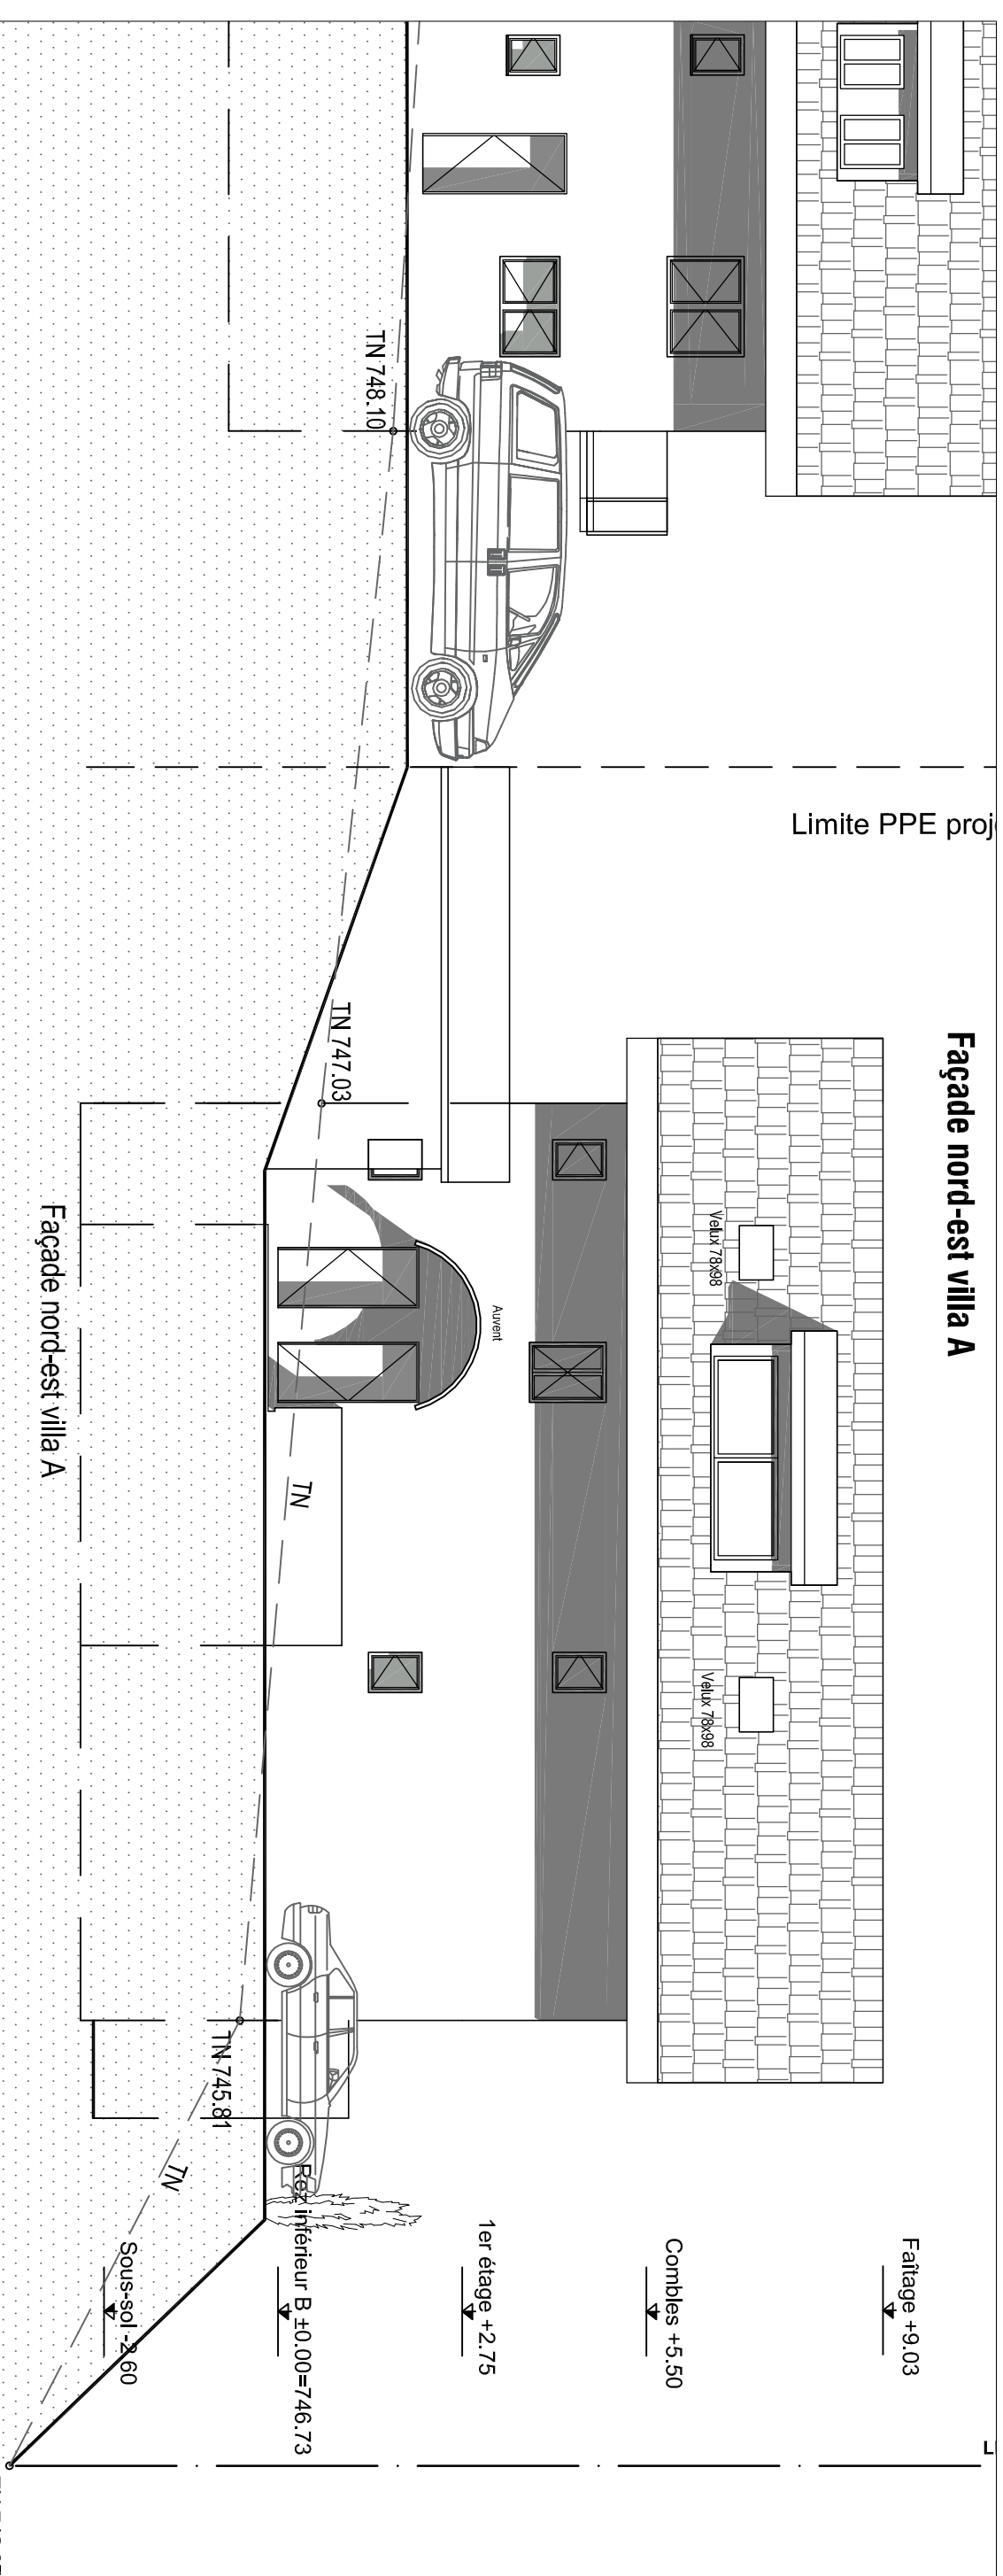 Façade nord-est villa A
Limite PPE
Velux 78x98
Velux 78x98
Auvent
TN 748.10
TN 747.03
TN
TN 745.81
TN
Faîtage +9.03
Combles +5.50
1er étage +2.75
Rez inférieur B ±0.00=746.73
Sous-sol -2.60
Façade nord-est villa A